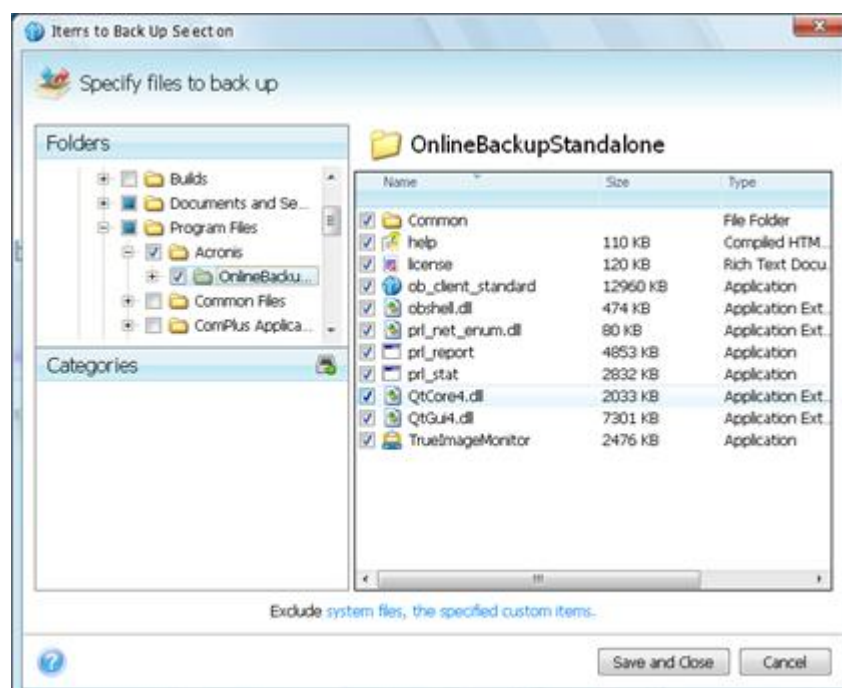 Items to Back Up Selection
Specify files to back up
Folders
Builds
Documents and Se...
Program Files
Acronis
OnlineBacku...
Common Files
ComPlus Applica...
Categories
OnlineBackupStandalone
Name Size Type
Common File Folder
help 110 KB Compiled HTM...
license 120 KB Rich Text Docu...
ob_client_standard 12960 KB Application
obshell.dll 474 KB Application Ext...
prl_net_enum.dll 80 KB Application Ext...
prl_report 4853 KB Application
prl_stat 2832 KB Application
QtCore4.dll 2033 KB Application Ext...
QtGui4.dll 7301 KB Application Ext...
TrueImageMonitor 2476 KB Application
Exclude system files, the specified custom items.
Save and Close
Cancel